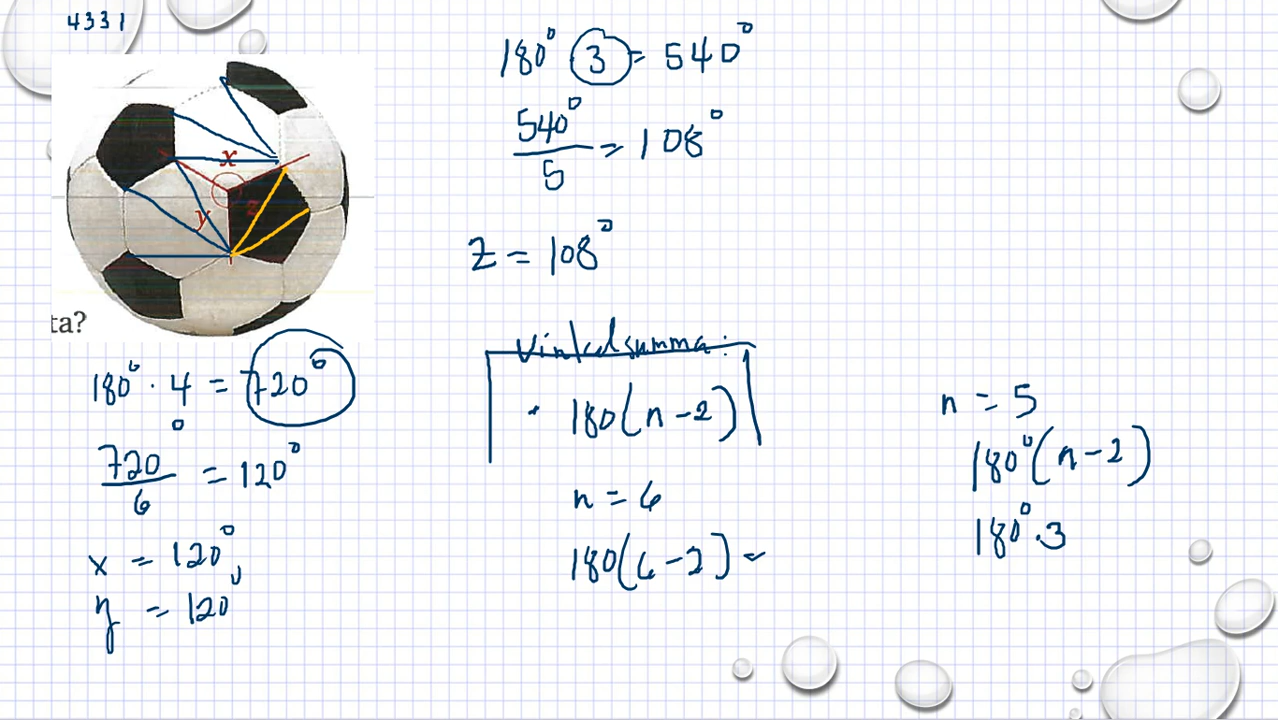 4331
x
y
z
ta?
180° · 4 = 720°
720/6 = 120°
x = 120°
y = 120°
180° 3 = 540°
540°/5 = 108°
z = 108°
Vinkelsumma:
· 180(n-2)
n = 6
180(6-2) =
n = 5
180°(n-2)
180° · 3